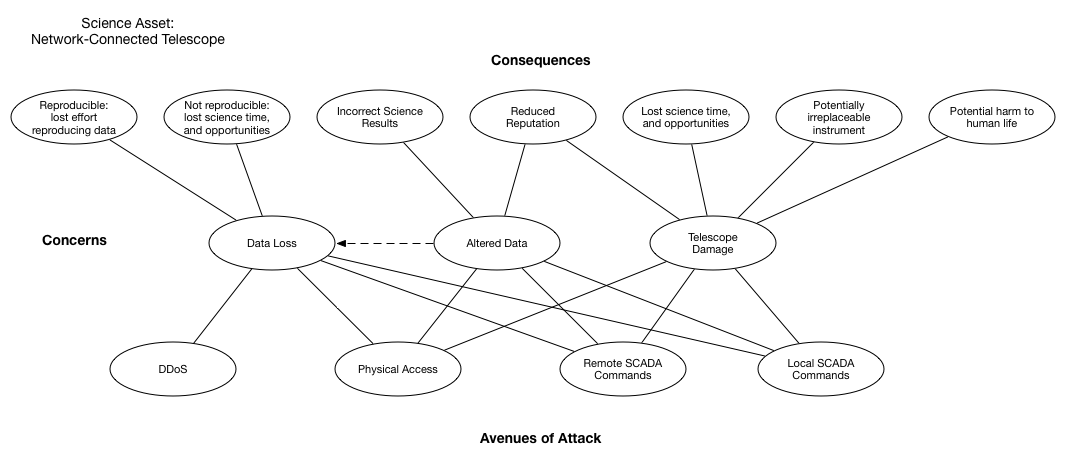 Science Asset:
Network-Connected Telescope
Consequences
Reproducible:
lost effort
reproducing data
Not reproducible:
lost science time,
and opportunities
Incorrect Science
Results
Reduced
Reputation
Lost science time,
and opportunities
Potentially
irreplaceable
instrument
Potential harm to
human life
Concerns
Data Loss
Altered Data
Telescope
Damage
DDoS
Physical Access
Remote SCADA
Commands
Local SCADA
Commands
Avenues of Attack